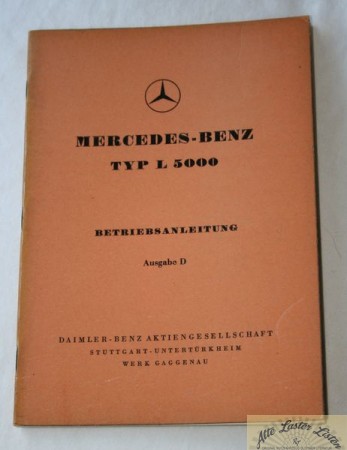 MERCEDES-BENZ
TYP L 5000
BETRIEBSANLEITUNG
Ausgabe D
DAIMLER-BENZ AKTIENGESELLSCHAFT
STUTTGART-UNTERTÜRKHEIM
WERK GAGGENAU
Alte Laster Listen